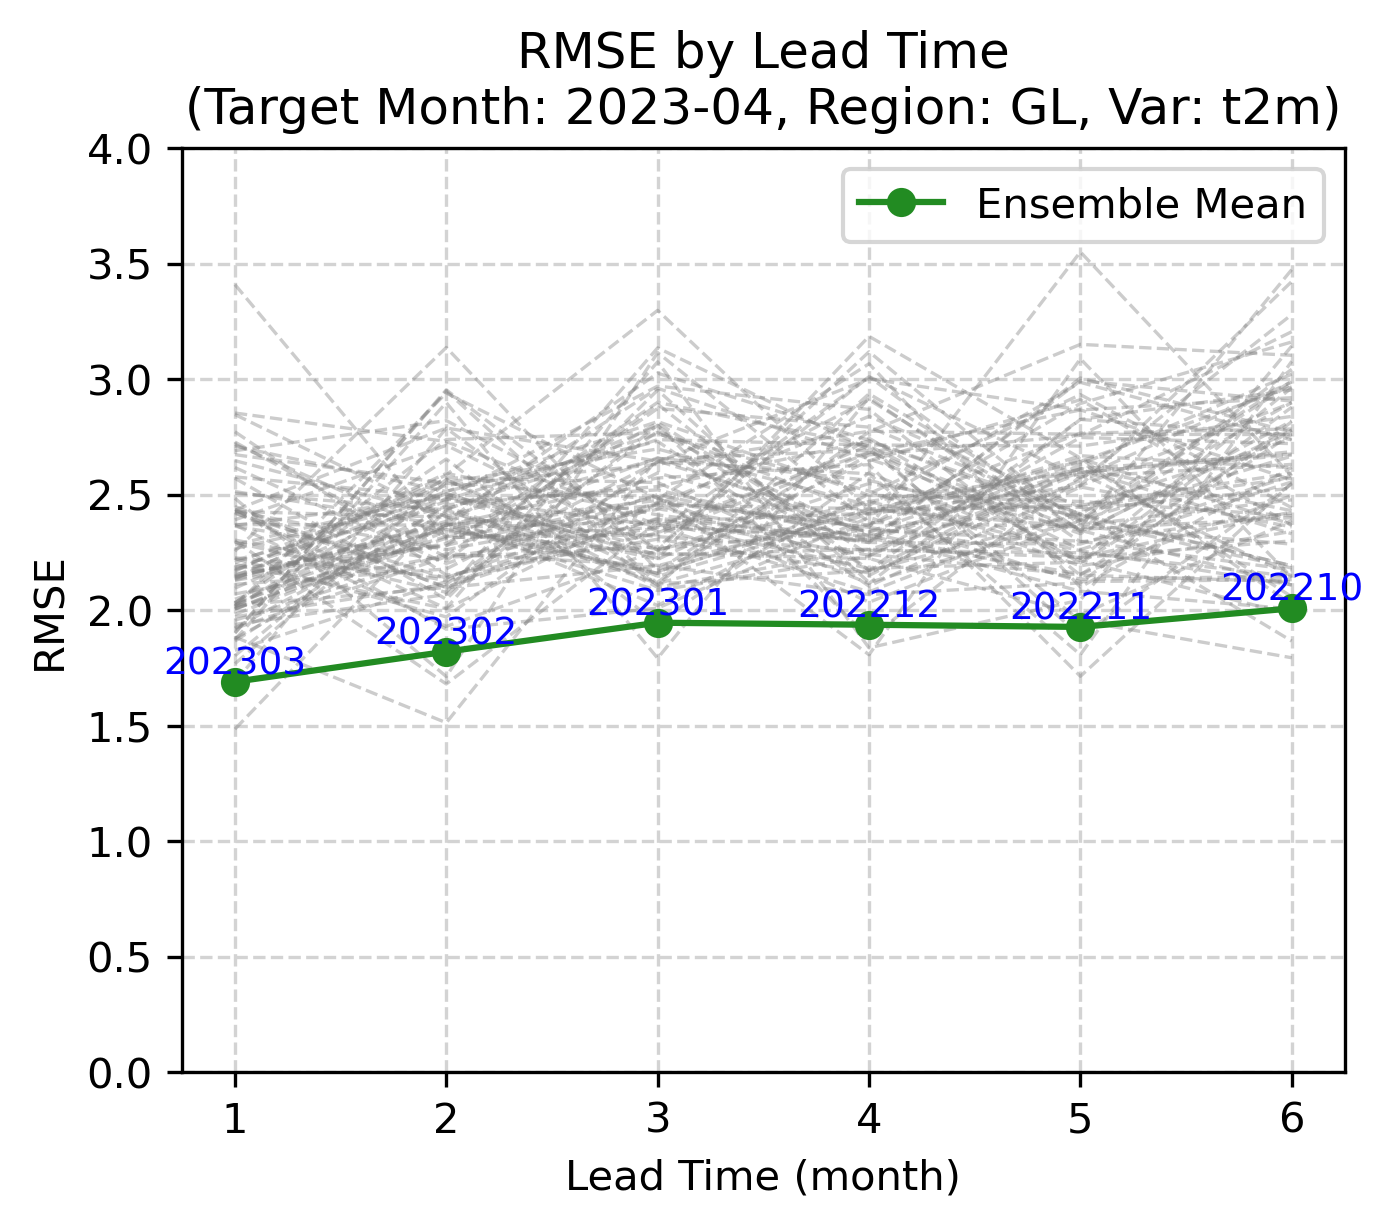 RMSE by Lead Time
(Target Month: 2023-04, Region: GL, Var: t2m)
4.0
3.5
3.0
2.5
2.0
1.5
1.0
0.5
0.0
RMSE
Ensemble Mean
202303
202302
202301
202212
202211
202210
1 2 3 4 5 6
Lead Time (month)